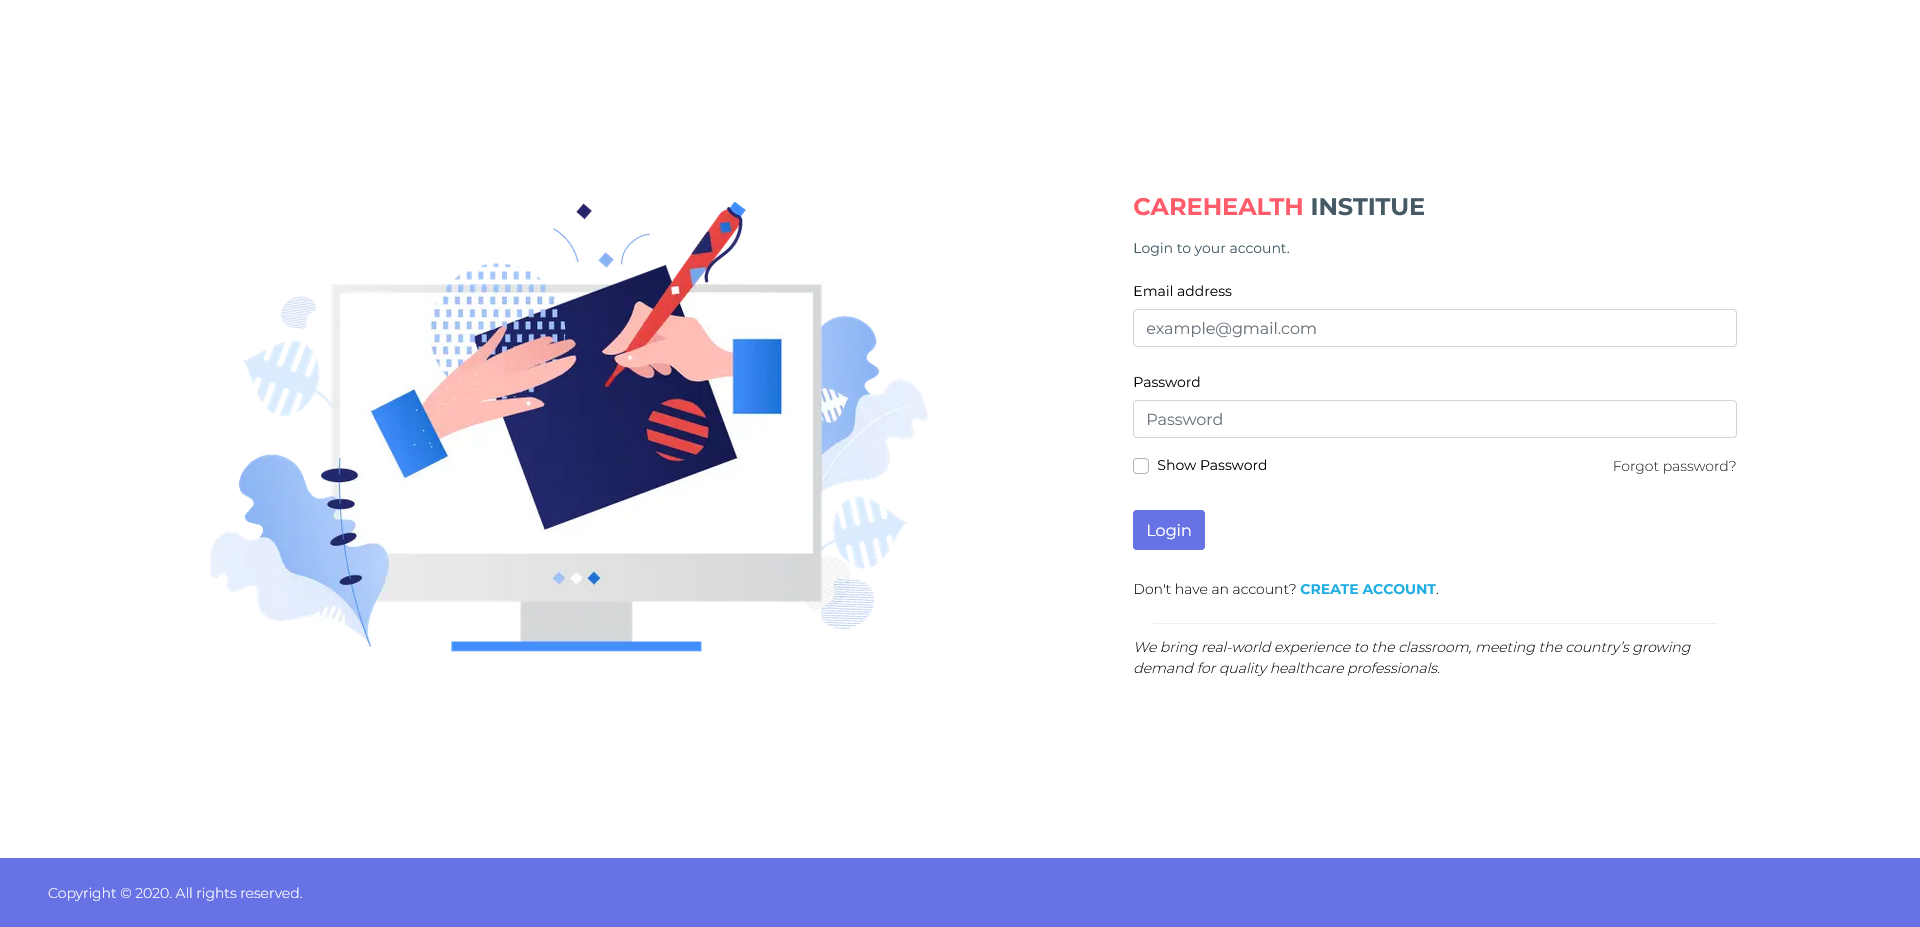 CAREHEALTH INSTITUE
Login to your account.
Email address
example@gmail.com
Password
Password
Show Password
Forgot password?
Login
Don't have an account? CREATE ACCOUNT.
We bring real-world experience to the classroom, meeting the country’s growing
demand for quality healthcare professionals.
Copyright © 2020. All rights reserved.